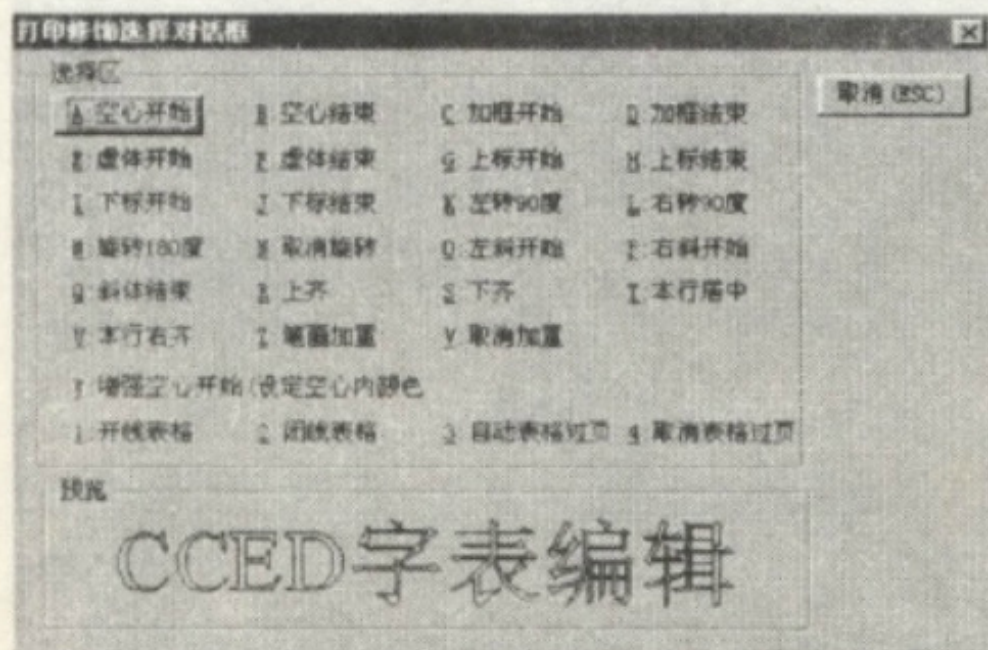 打印修饰选择对话框
选择区
取消(ESC)
A 空心开始 B 空心结束 C 加框开始 D 加框结束
E 虚体开始 F 虚体结束 G 上标开始 H 上标结束
I 下标开始 J 下标结束 K 左转90度 L 右转90度
M 旋转180度 N 取消旋转 O 左斜开始 P 右斜开始
Q 斜体结束 R 上齐 S 下齐 T 本行居中
本行右齐 笔画加重 取消加重
增强空心开始(设定空心内颜色
1 开线表格 2 闭线表格 3 自动表格过页 4 取消表格过页
预览
CCED字表编辑